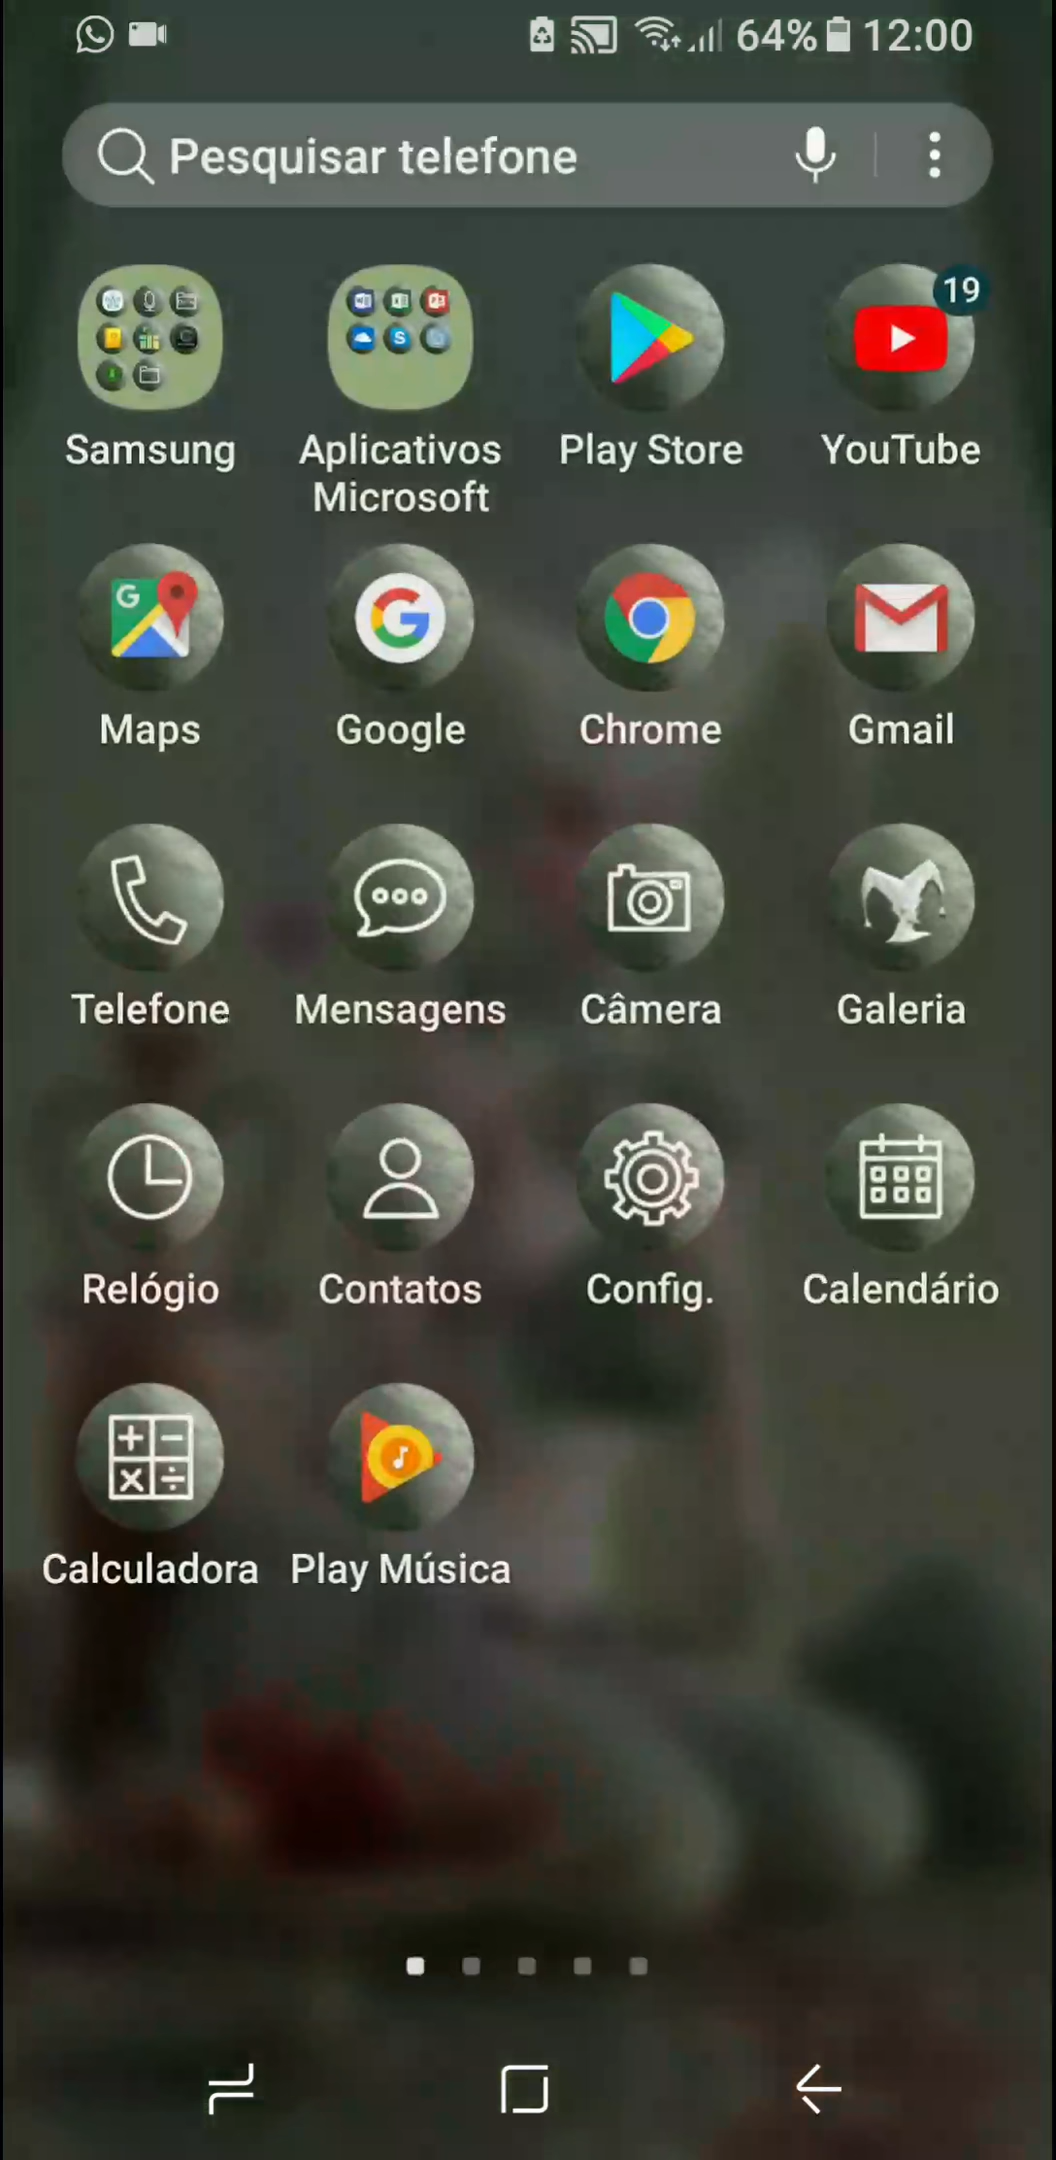 64% 12:00
Pesquisar telefone
19
Samsung
Aplicativos
Microsoft
Play Store
YouTube
Maps
Google
Chrome
Gmail
Telefone
Mensagens
Câmera
Galeria
Relógio
Contatos
Config.
Calendário
Calculadora
Play Música